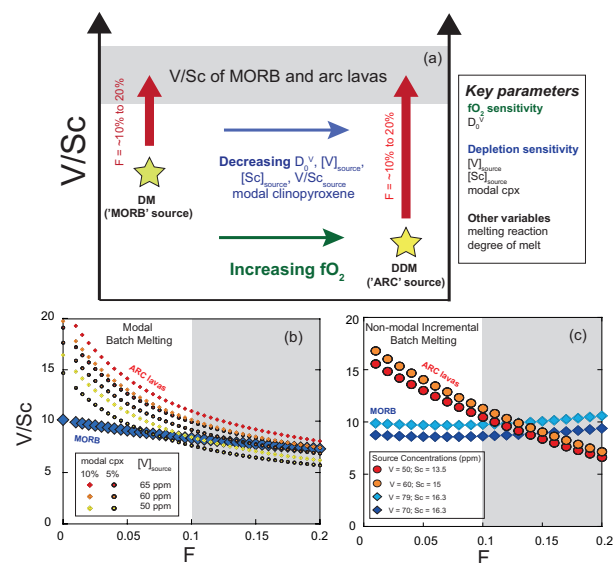 (a)
V/Sc of MORB and arc lavas
V/Sc
F = ~10% to 20%
F = ~10% to 20%
Decreasing D₀ⱽ, [V]source,
[Sc]source, V/Scsource
modal clinopyroxene
DM
('MORB' source)
Increasing fO₂
DDM
('ARC' source)
Key parameters
fO₂ sensitivity
D₀ⱽ
Depletion sensitivity
[V]source
[Sc]source
modal cpx
Other variables
melting reaction
degree of melt
V/Sc
20
15
10
5
0
Modal
Batch Melting
(b)
ARC lavas
MORB
modal cpx [V]source
10% 5%
65 ppm
60 ppm
50 ppm
0 0.05 0.1 0.15 0.2
F
20
15
10
5
0
Non-modal Incremental
Batch Melting
(c)
ARC lavas
MORB
Source Concentrations (ppm)
V = 50; Sc = 13.5
V = 60; Sc = 15
V = 79; Sc = 16.3
V = 70; Sc = 16.3
0.05 0.10 0.15 0.2
F